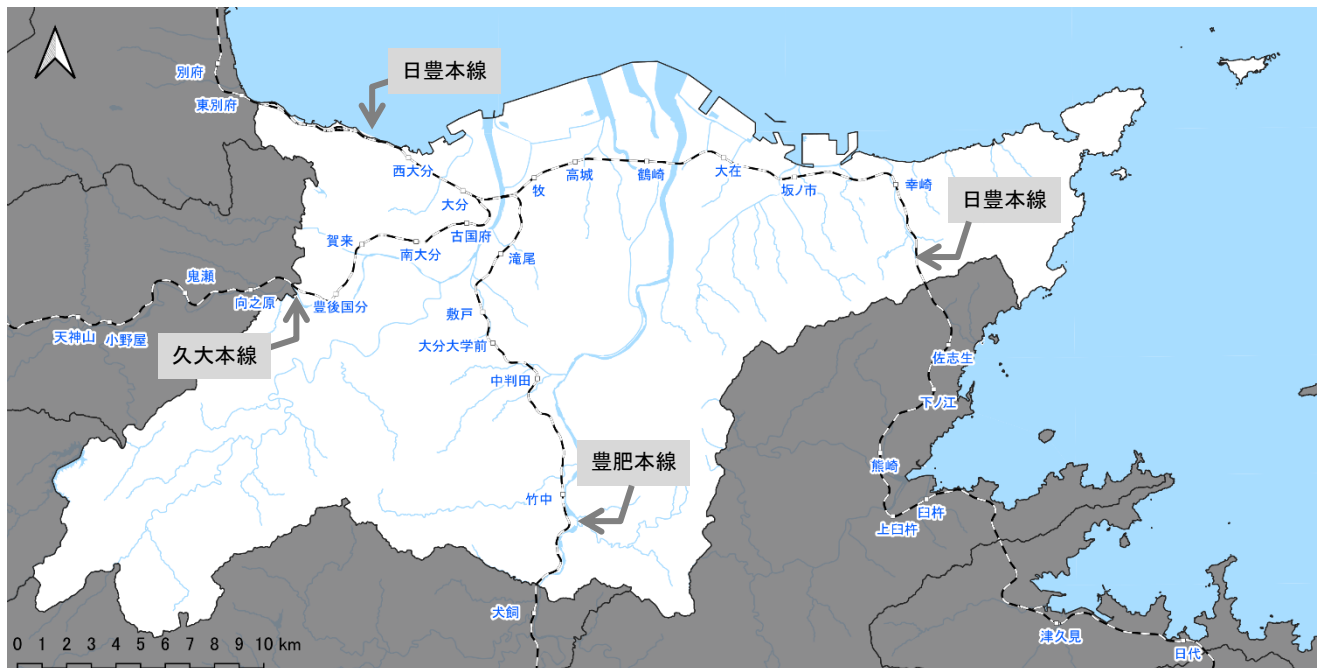 日豊本線
別府
東別府
西大分
高城
鶴崎
大在
牧
坂ノ市
幸崎
大分
日豊本線
古国府
賀来
南大分
滝尾
鬼瀬
向之原
豊後国分
敷戸
天神山
小野屋
大分大学前
久大本線
佐志生
中判田
下ノ江
豊肥本線
熊崎
竹中
臼杵
上臼杵
犬飼
津久見
日代
0 1 2 3 4 5 6 7 8 9 10 km